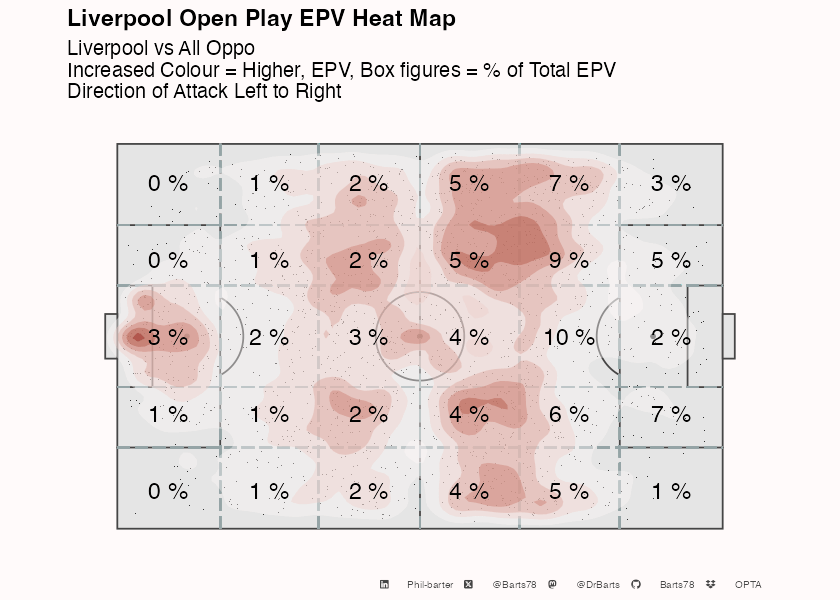 Liverpool Open Play EPV Heat Map
Liverpool vs All Oppo
Increased Colour = Higher, EPV, Box figures = % of Total EPV
Direction of Attack Left to Right
0 % 1 % 2 % 5 % 7 % 3 %
0 % 1 % 2 % 5 % 9 % 5 %
3 % 2 % 3 % 4 % 10 % 2 %
1 % 1 % 2 % 4 % 6 % 7 %
0 % 1 % 2 % 4 % 5 % 1 %
Phil-barter @Barts78 @DrBarts Barts78 OPTA